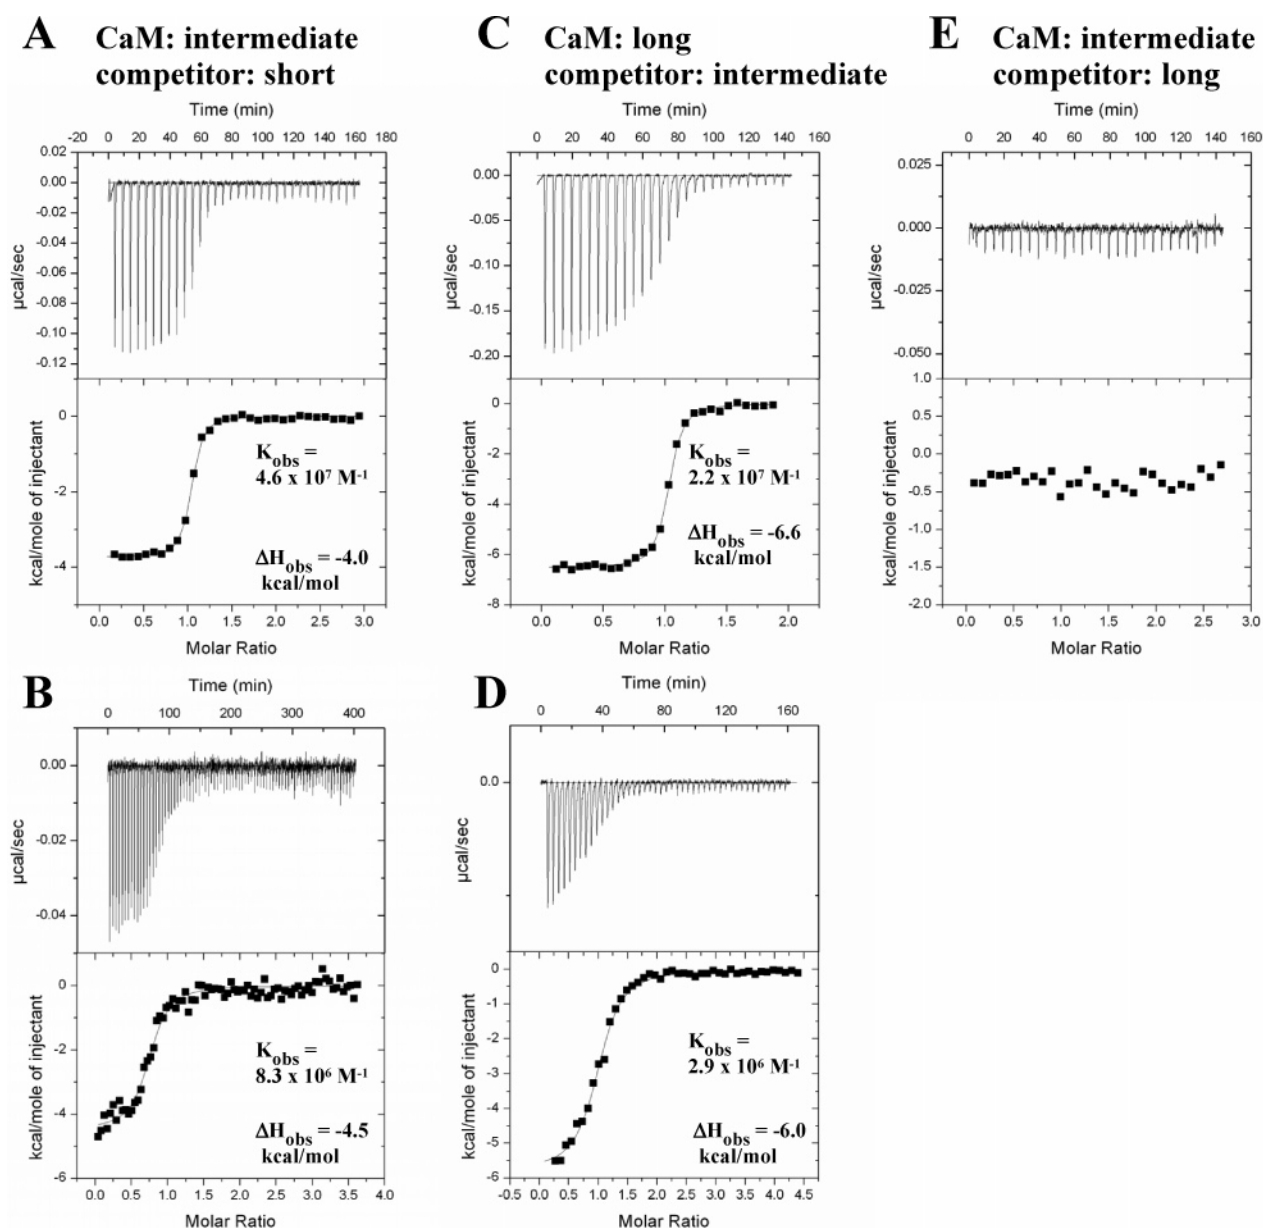 A
CaM: intermediate
competitor: short
Time (min)
-20 0 20 40 60 80 100 120 140 160 180
0.02
0.00
-0.02
-0.04
-0.06
-0.08
-0.10
-0.12
µcal/sec
0
-2
-4
kcal/mole of injectant
Kobs =
4.6 x 10⁷ M⁻¹
ΔHobs = -4.0
kcal/mol
0.0 0.5 1.0 1.5 2.0 2.5 3.0
Molar Ratio
C
CaM: long
competitor: intermediate
Time (min)
0 20 40 60 80 100 120 140 160
0.00
-0.05
-0.10
-0.15
-0.20
µcal/sec
0
-2
-4
-6
-8
kcal/mole of injectant
Kobs =
2.2 x 10⁷ M⁻¹
ΔHobs = -6.6
kcal/mol
0.0 0.5 1.0 1.5 2.0
Molar Ratio
E
CaM: intermediate
competitor: long
Time (min)
0 20 40 60 80 100 120 140 160
0.025
0.000
-0.025
-0.050
µcal/sec
1.0
0.5
0.0
-0.5
-1.0
-1.5
-2.0
kcal/mole of injectant
0.0 0.5 1.0 1.5 2.0 2.5 3.0
Molar Ratio
B
Time (min)
0 100 200 300 400
0.00
-0.02
-0.04
µcal/sec
0
-2
-4
-6
kcal/mole of injectant
Kobs =
8.3 x 10⁶ M⁻¹
ΔHobs = -4.5
kcal/mol
0.0 0.5 1.0 1.5 2.0 2.5 3.0 3.5 4.0
Molar Ratio
D
Time (min)
0 40 80 120 160
0.0
µcal/sec
0
-1
-2
-3
-4
-5
-6
kcal/mole of injectant
Kobs =
2.9 x 10⁶ M⁻¹
ΔHobs = -6.0
kcal/mol
-0.5 0.0 0.5 1.0 1.5 2.0 2.5 3.0 3.5 4.0 4.5
Molar Ratio